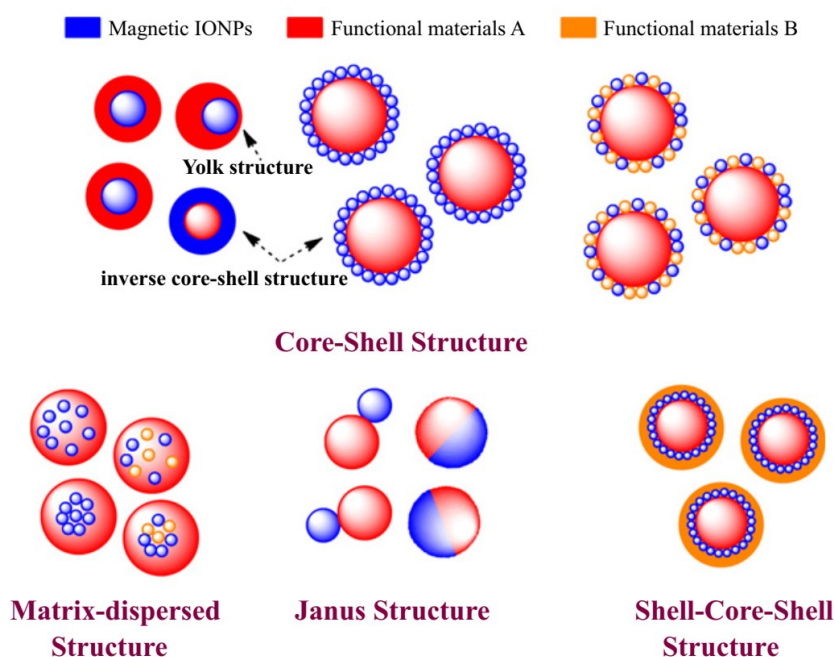 Magnetic IONPs
Functional materials A
Functional materials B
Yolk structure
inverse core-shell structure
Core-Shell Structure
Matrix-dispersed
Structure
Janus Structure
Shell-Core-Shell
Structure